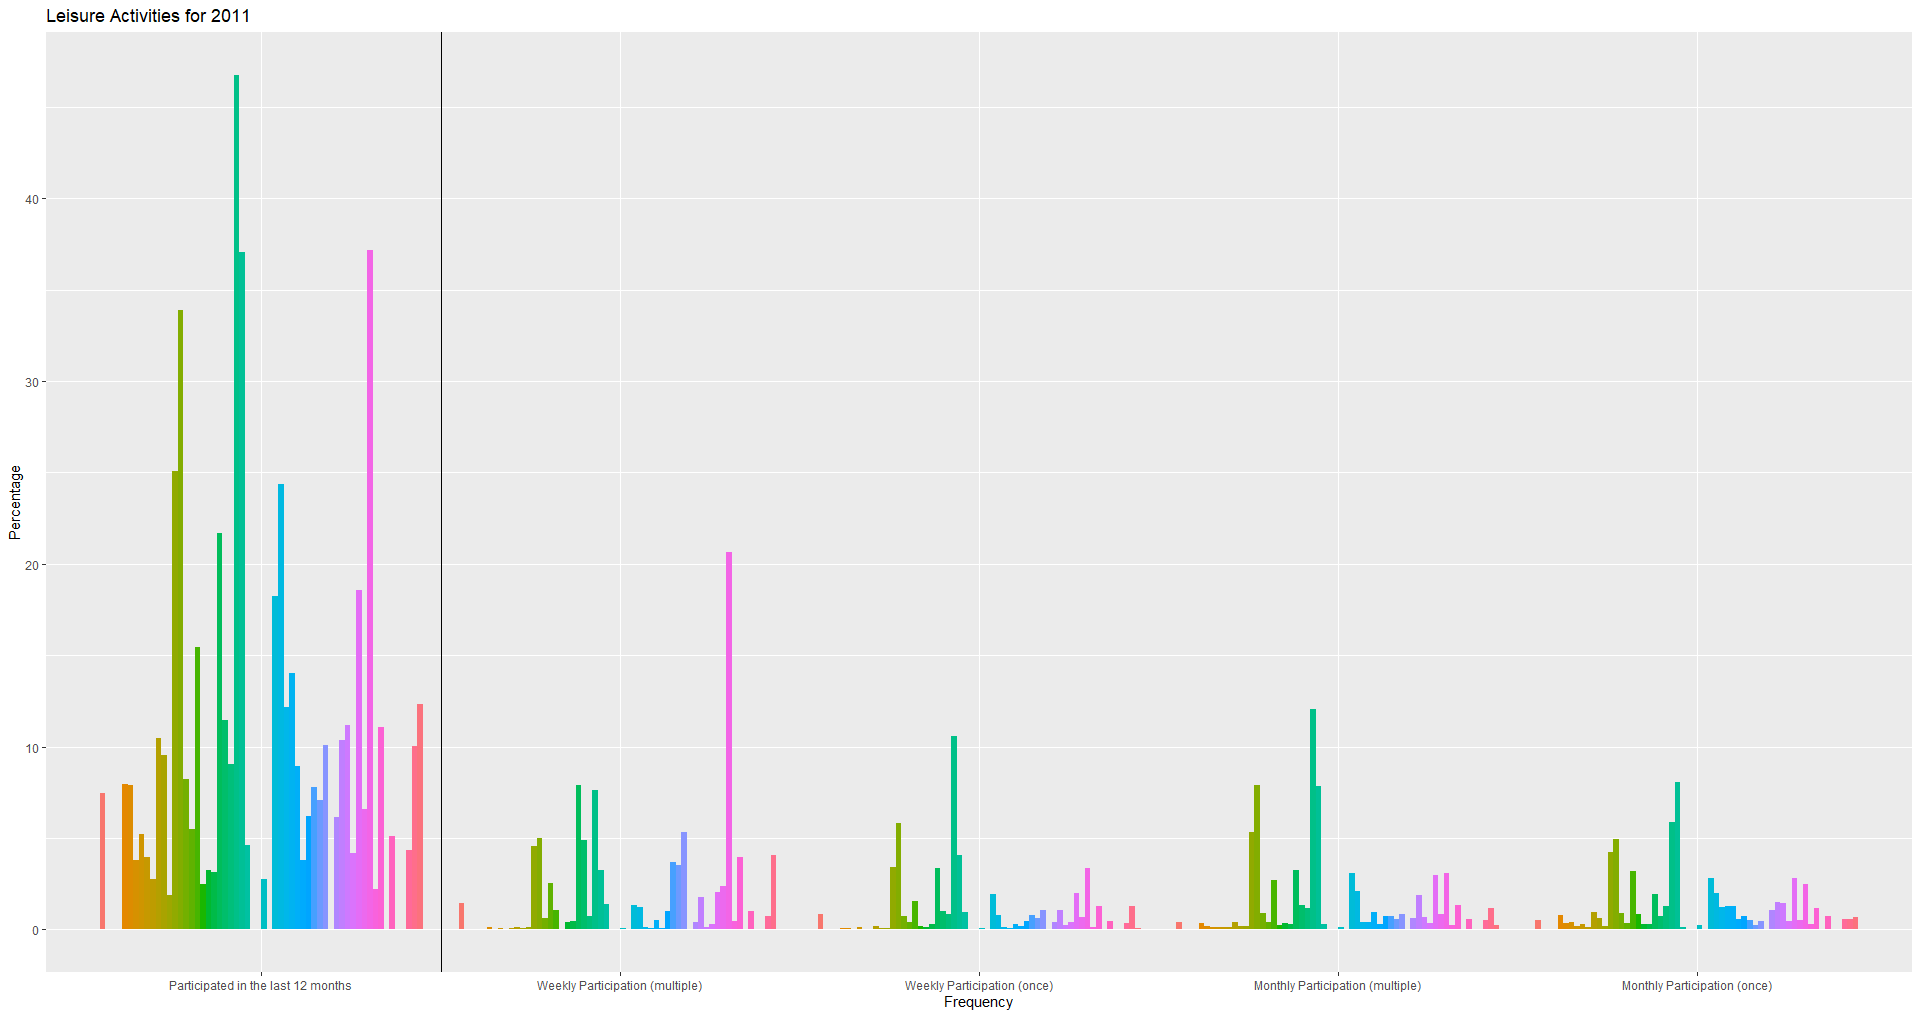 Leisure Activities for 2011
Percentage
40
30
20
10
0
Participated in the last 12 months
Weekly Participation (multiple)
Weekly Participation (once)
Monthly Participation (multiple)
Monthly Participation (once)
Frequency